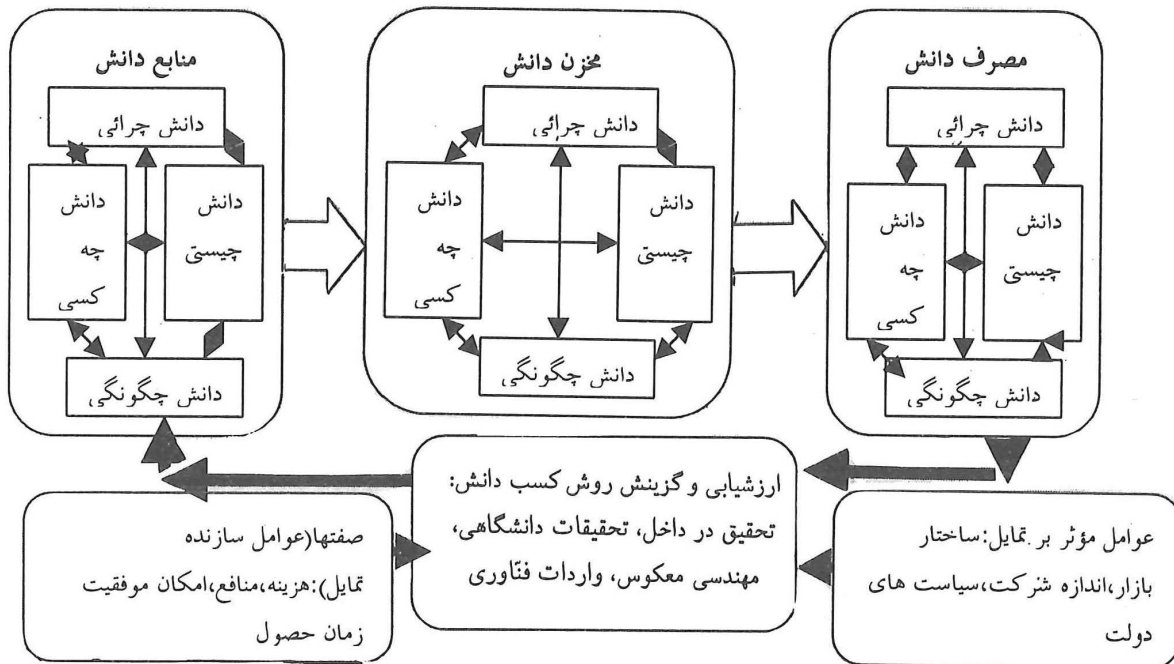 مصرف دانش
دانش چرائی
دانش
چه
کسی
دانش
چیستی
دانش چگونگی
مخزن دانش
دانش چرائی
دانش
چه
کسی
دانش
چیستی
دانش چگونگی
منابع دانش
دانش چرائی
دانش
چه
کسی
دانش
چیستی
دانش چگونگی
عوامل مؤثر بر تمایل:ساختار
بازار،اندازه شرکت،سیاست های
دولت
ارزشیابی و گزینش روش کسب دانش:
تحقیق در داخل، تحقیقات دانشگاهی،
مهندسی معکوس، واردات فنّاوری
صفتها(عوامل سازنده
تمایل):هزینه،منافع،امکان موفقیت
زمان حصول